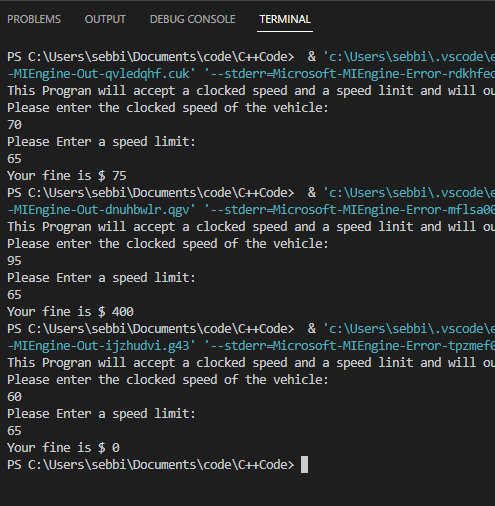 PROBLEMS OUTPUT DEBUG CONSOLE TERMINAL
PS C:\Users\sebbi\Documents\code\C++Code>  & 'c:\Users\sebbi\.vscode\e
-MIEngine-Out-qvledqhf.cuk' '--stderr=Microsoft-MIEngine-Error-rdkhfec
This Progran will accept a clocked speed and a speed linit and will ou
Please enter the clocked speed of the vehicle:
70
Please Enter a speed limit:
65
Your fine is $ 75
PS C:\Users\sebbi\Documents\code\C++Code>  & 'c:\Users\sebbi\.vscode\e
-MIEngine-Out-dnuhbwlr.qgv' '--stderr=Microsoft-MIEngine-Error-mflsa00
This Progran will accept a clocked speed and a speed linit and will ou
Please enter the clocked speed of the vehicle:
95
Please Enter a speed limit:
65
Your fine is $ 400
PS C:\Users\sebbi\Documents\code\C++Code>  & 'c:\Users\sebbi\.vscode\e
-MIEngine-Out-ijzhudvi.g43' '--stderr=Microsoft-MIEngine-Error-tpzmef0
This Progran will accept a clocked speed and a speed linit and will ou
Please enter the clocked speed of the vehicle:
60
Please Enter a speed limit:
65
Your fine is $ 0
PS C:\Users\sebbi\Documents\code\C++Code>